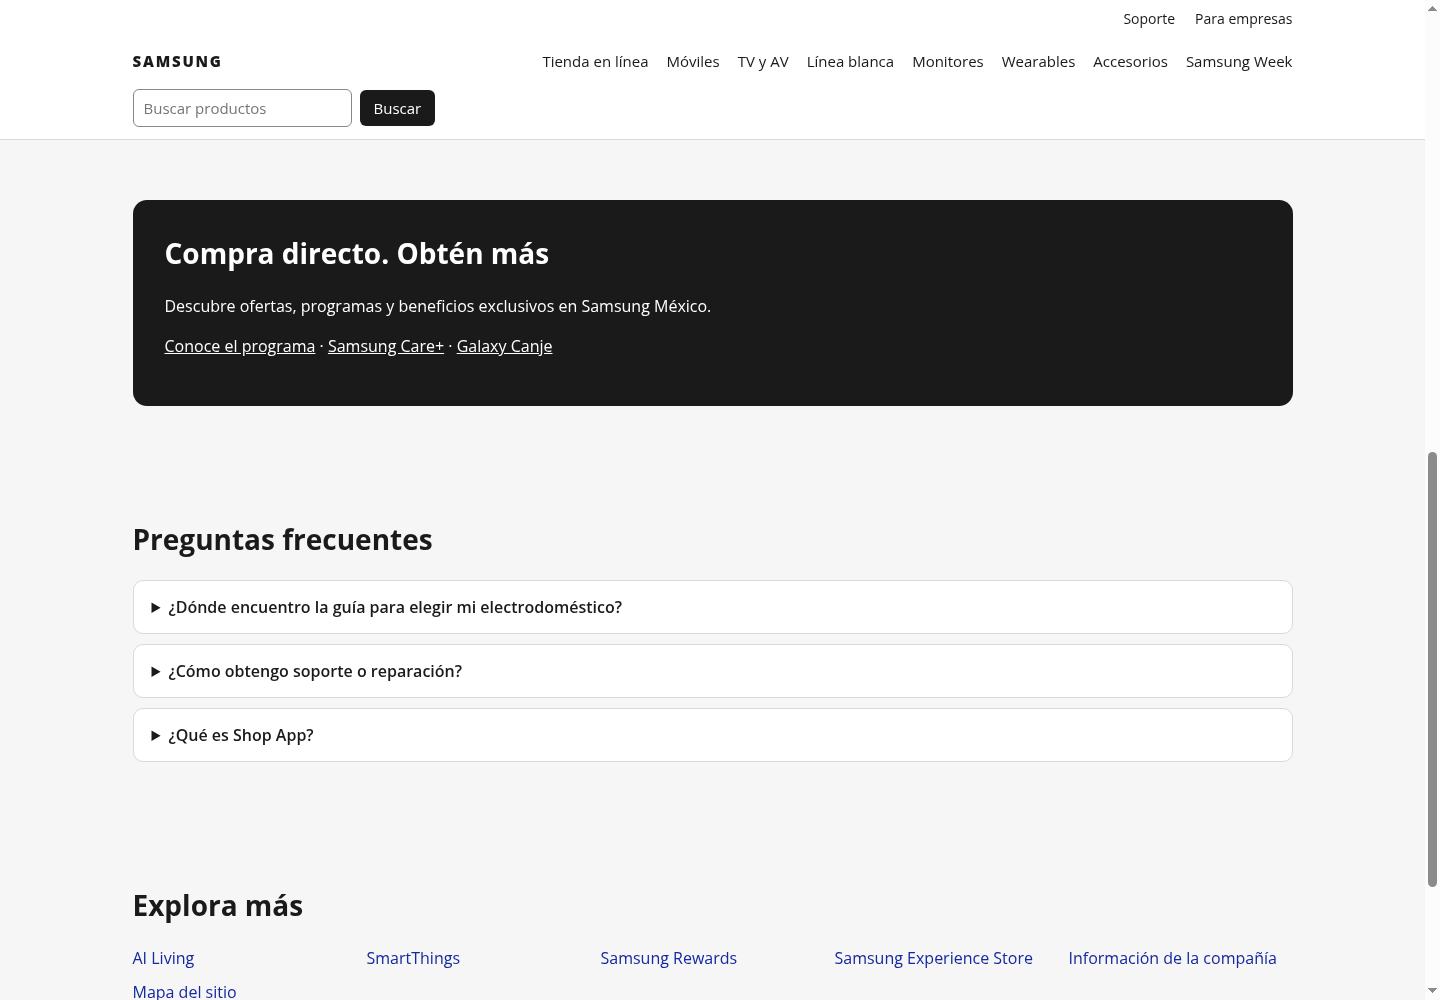 Soporte Para empresas
SAMSUNG Tienda en línea Móviles TV y AV Línea blanca Monitores Wearables Accesorios Samsung Week
Buscar productos Buscar
Compra directo. Obtén más
Descubre ofertas, programas y beneficios exclusivos en Samsung México.
Conoce el programa · Samsung Care+ · Galaxy Canje
Preguntas frecuentes
¿Dónde encuentro la guía para elegir mi electrodoméstico?
¿Cómo obtengo soporte o reparación?
¿Qué es Shop App?
Explora más
AI Living SmartThings Samsung Rewards Samsung Experience Store Información de la compañía
Mapa del sitio